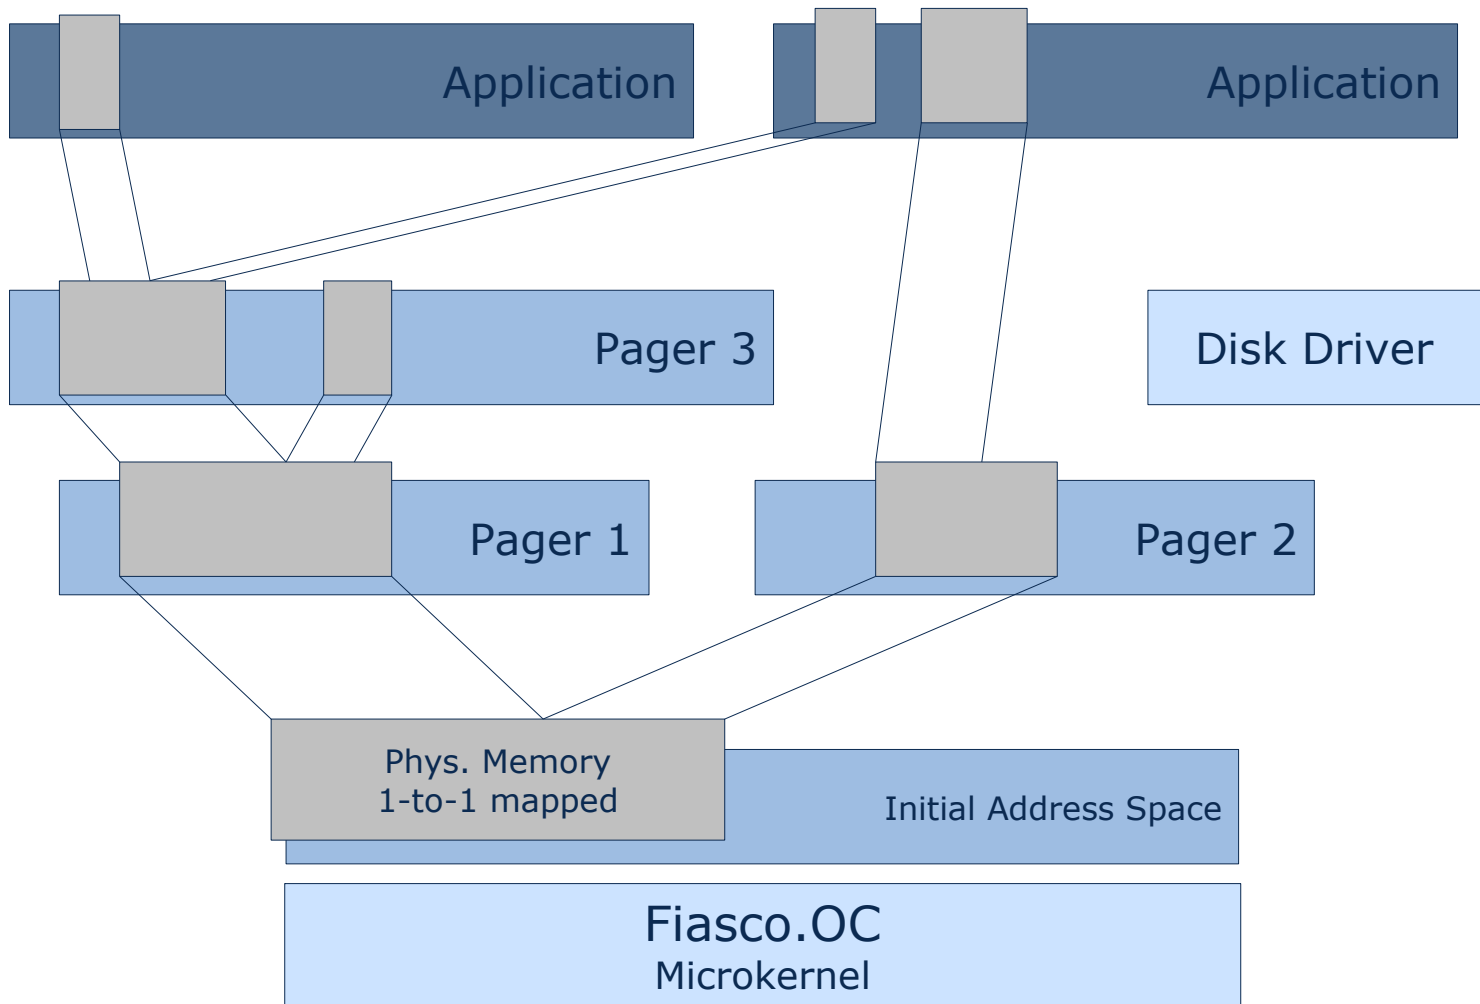 Application
Application
Pager 3
Disk Driver
Pager 1
Pager 2
Phys. Memory
1-to-1 mapped
Initial Address Space
Fiasco.OC
Microkernel